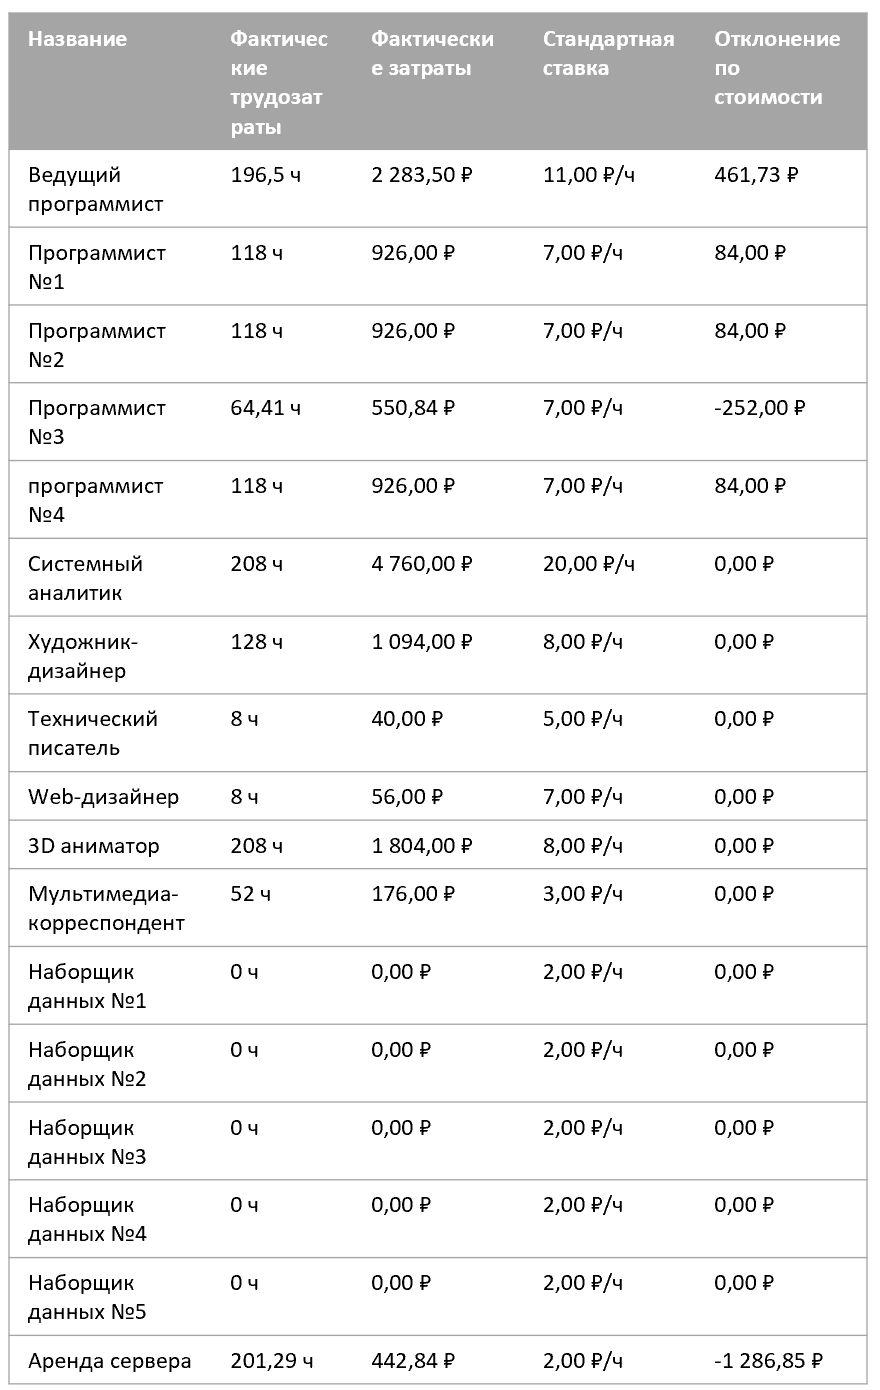 Название Фактичес Фактически Стандартная Отклонение
кие е затраты ставка по
трудозат стоимости
раты
Ведущий 196,5 ч 2 283,50 ₽ 11,00 ₽/ч 461,73 ₽
программист
Программист 118 ч 926,00 ₽ 7,00 ₽/ч 84,00 ₽
№1
Программист 118 ч 926,00 ₽ 7,00 ₽/ч 84,00 ₽
№2
Программист 64,41 ч 550,84 ₽ 7,00 ₽/ч -252,00 ₽
№3
программист 118 ч 926,00 ₽ 7,00 ₽/ч 84,00 ₽
№4
Системный 208 ч 4 760,00 ₽ 20,00 ₽/ч 0,00 ₽
аналитик
Художник- 128 ч 1 094,00 ₽ 8,00 ₽/ч 0,00 ₽
дизайнер
Технический 8 ч 40,00 ₽ 5,00 ₽/ч 0,00 ₽
писатель
Web-дизайнер 8 ч 56,00 ₽ 7,00 ₽/ч 0,00 ₽
3D аниматор 208 ч 1 804,00 ₽ 8,00 ₽/ч 0,00 ₽
Мультимедиа- 52 ч 176,00 ₽ 3,00 ₽/ч 0,00 ₽
корреспондент
Наборщик 0 ч 0,00 ₽ 2,00 ₽/ч 0,00 ₽
данных №1
Наборщик 0 ч 0,00 ₽ 2,00 ₽/ч 0,00 ₽
данных №2
Наборщик 0 ч 0,00 ₽ 2,00 ₽/ч 0,00 ₽
данных №3
Наборщик 0 ч 0,00 ₽ 2,00 ₽/ч 0,00 ₽
данных №4
Наборщик 0 ч 0,00 ₽ 2,00 ₽/ч 0,00 ₽
данных №5
Аренда сервера 201,29 ч 442,84 ₽ 2,00 ₽/ч -1 286,85 ₽